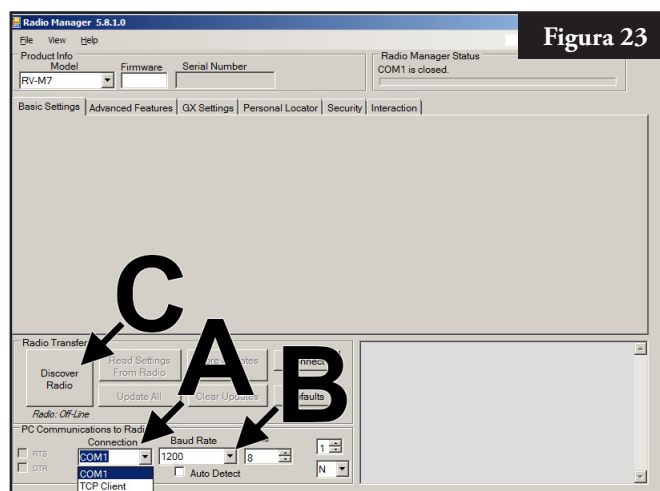 Radio Manager 5.8.1.0
Figura 23
File View Help
Product Info
Model Firmware Serial Number
RV-M7
Radio Manager Status
COM1 is closed.
Basic Settings Advanced Features GX Settings Personal Locator Security Interaction
C
A
B
Radio Transfer
Discover Radio
Read Settings From Radio
Update All Clear Updates
Radio: Off-Line
PC Communications to Radio
Connection Baud Rate
RTS COM1 1200 8 1
DTR COM1 Auto Detect N
TCP Client